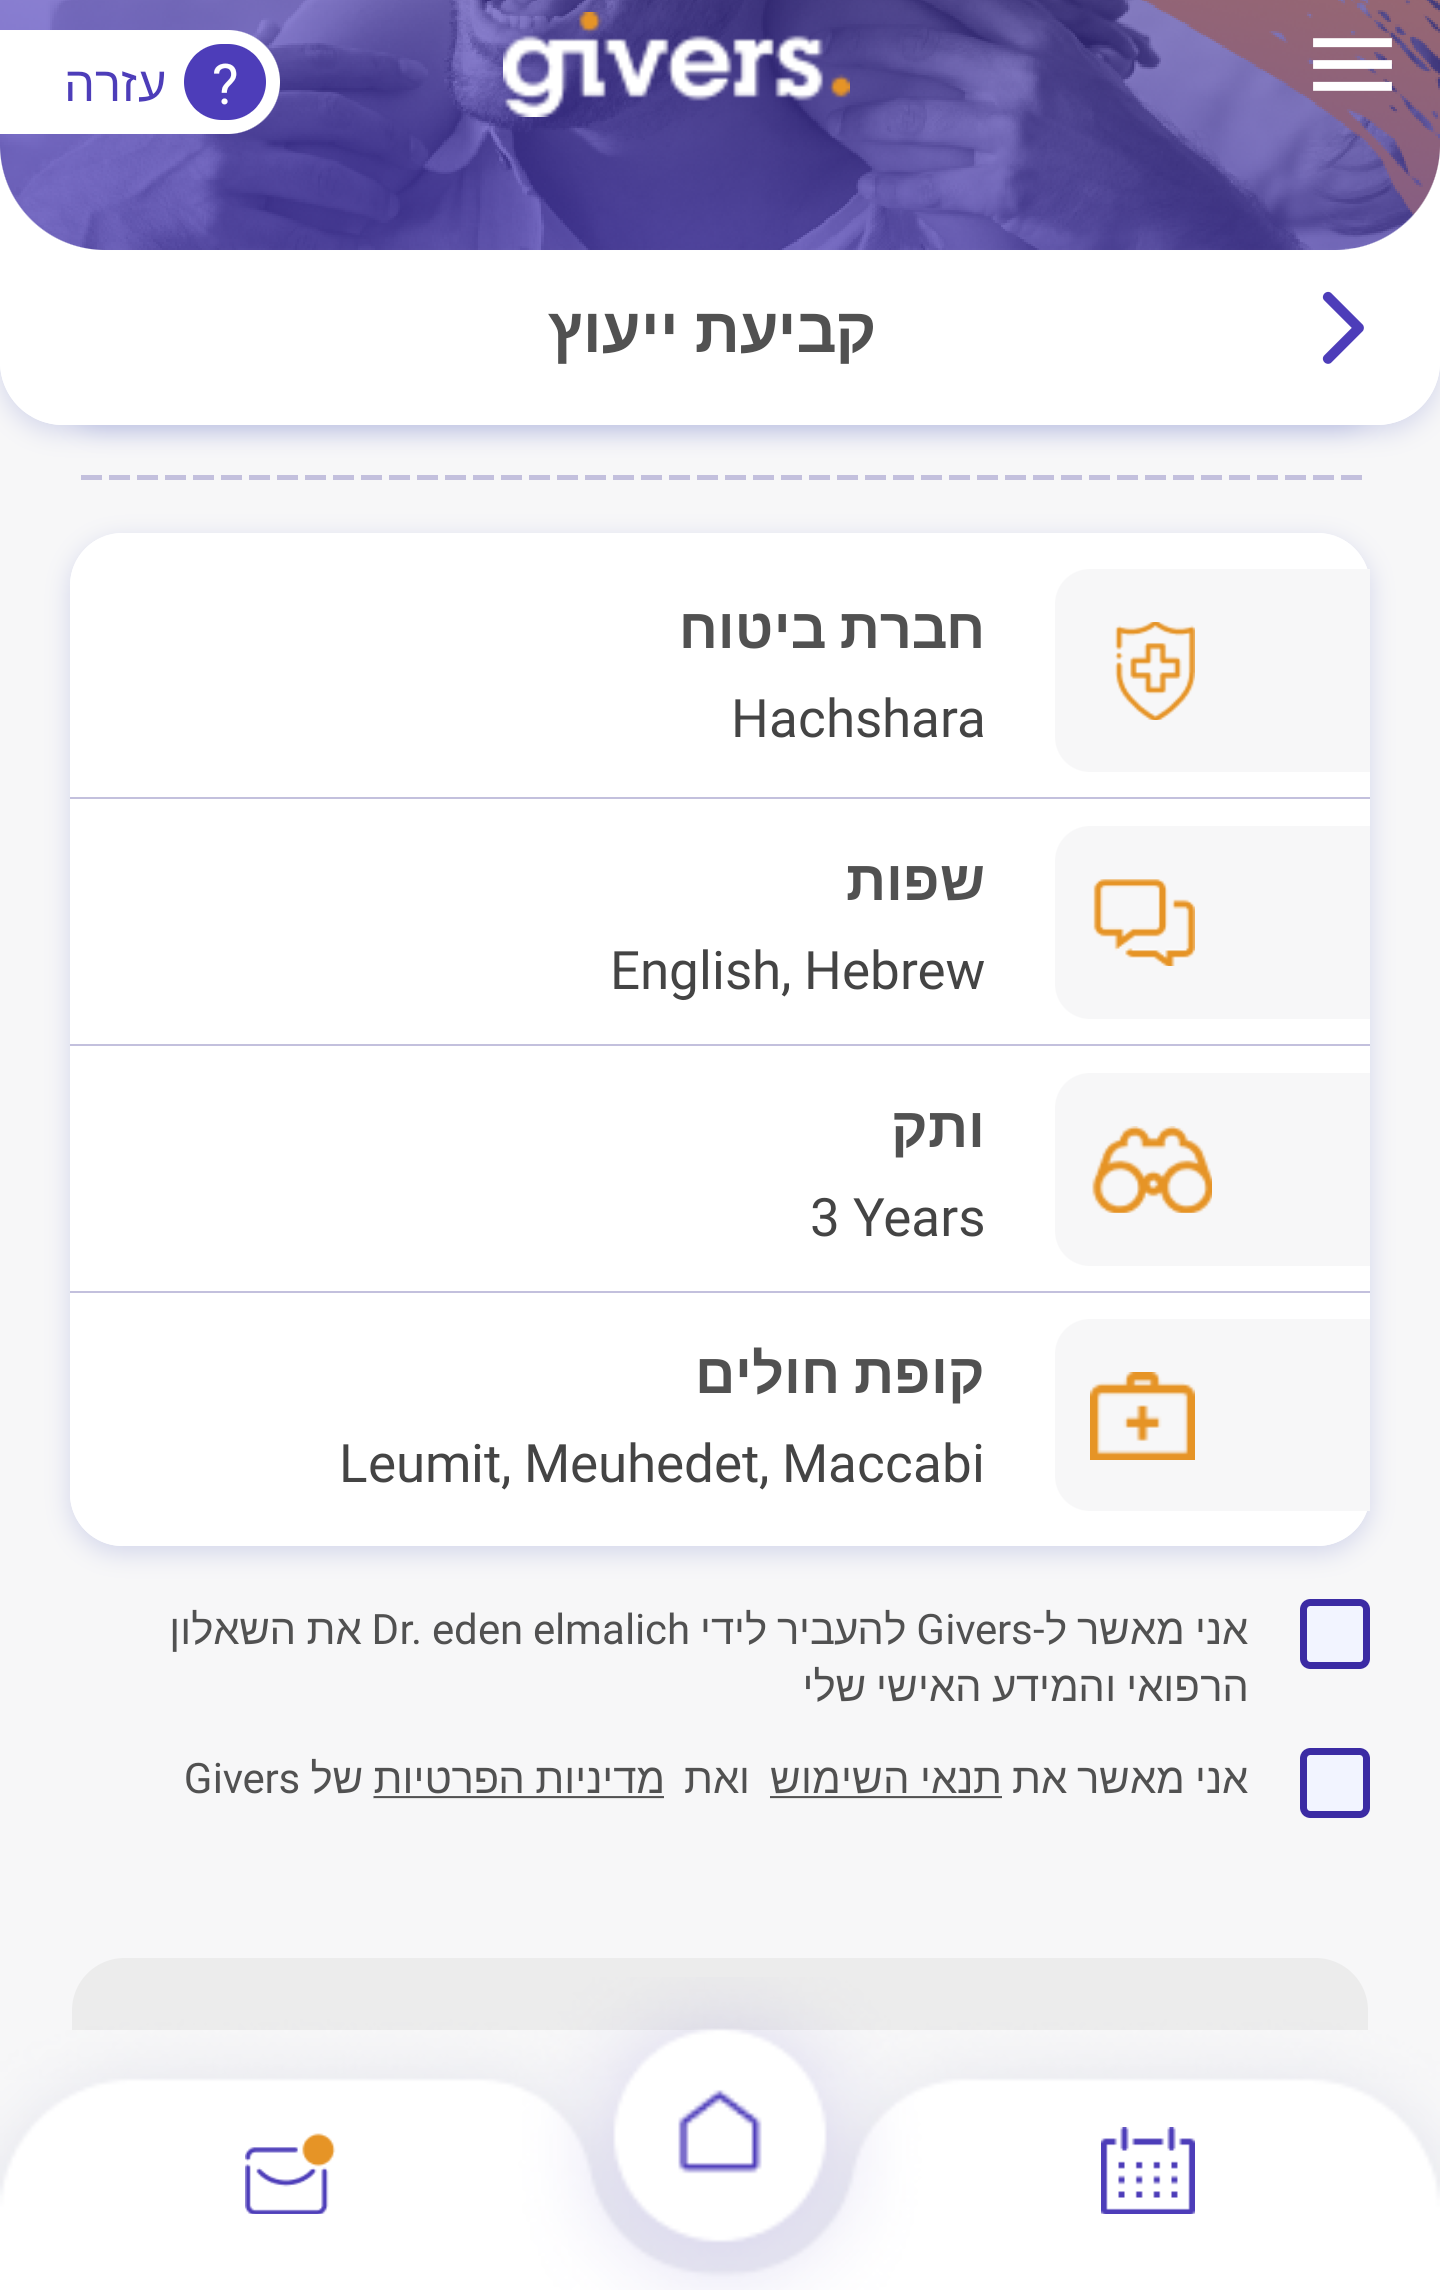 givers.
עזרה ?
קביעת ייעוץ
חברת ביטוח
Hachshara
שפות
English, Hebrew
ותק
3 Years
קופת חולים
Leumit, Meuhedet, Maccabi
אני מאשר ל-Givers להעביר לידי Dr. eden elmalich את השאלון
הרפואי והמידע האישי שלי
אני מאשר את תנאי השימוש ואת מדיניות הפרטיות של Givers